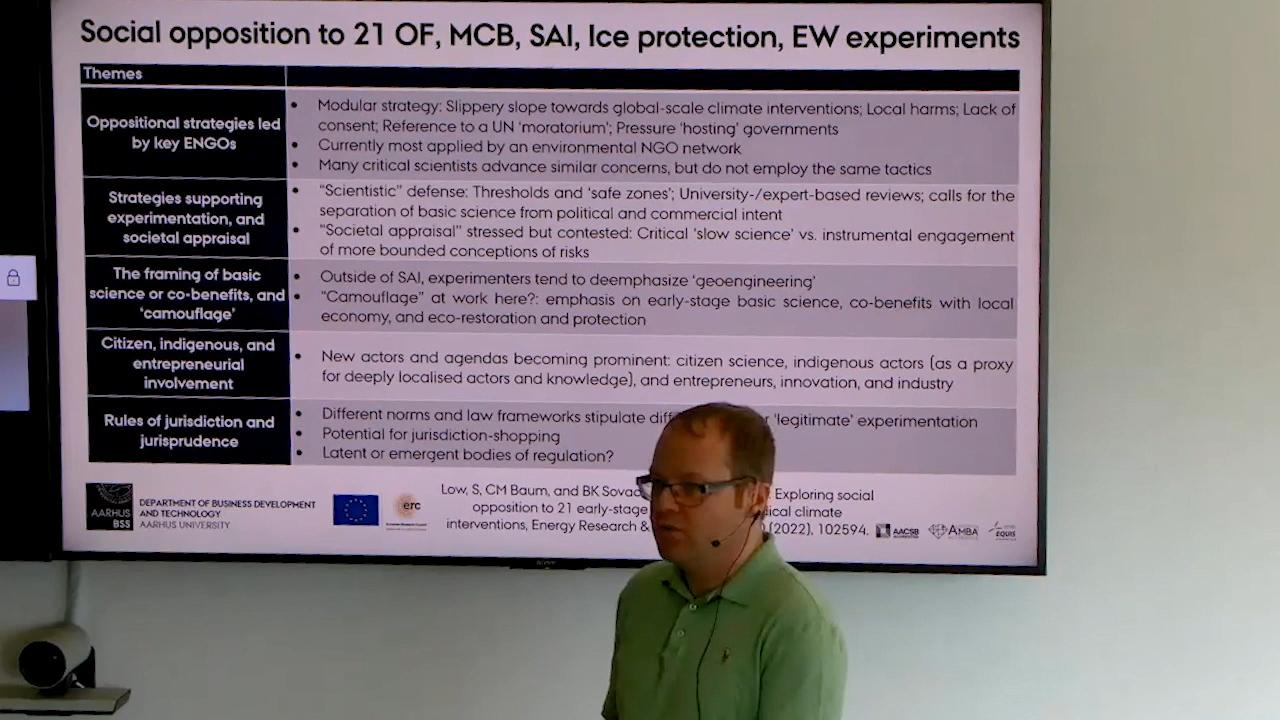 Social opposition to 21 OF, MCB, SAI, Ice protection, EW experiments
Themes
Oppositional strategies led
by key ENGOs
• Modular strategy: Slippery slope towards global-scale climate interventions; Local harms; Lack of
consent; Reference to a UN 'moratorium'; Pressure 'hosting' governments
• Currently most applied by an environmental NGO network
• Many critical scientists advance similar concerns, but do not employ the same tactics
Strategies supporting
experimentation, and
societal appraisal
• "Scientistic" defense: Thresholds and 'safe zones'; University-/expert-based reviews; calls for the
separation of basic science from political and commercial intent
• "Societal appraisal" stressed but contested: Critical 'slow science' vs. instrumental engagement
of more bounded conceptions of risks
The framing of basic
science or co-benefits, and
'camouflage'
• Outside of SAI, experimenters tend to deemphasize 'geoengineering'
• "Camouflage" at work here?: emphasis on early-stage basic science, co-benefits with local
economy, and eco-restoration and protection
Citizen, indigenous, and
entrepreneurial
involvement
• New actors and agendas becoming prominent: citizen science, indigenous actors (as a proxy
for deeply localised actors and knowledge), and entrepreneurs, innovation, and industry
Rules of jurisdiction and
jurisprudence
• Different norms and law frameworks stipulate 'legitimate' experimentation
• Potential for jurisdiction-shopping
• Latent or emergent bodies of regulation?
AARHUS
BSS
DEPARTMENT OF BUSINESS DEVELOPMENT
AND TECHNOLOGY
AARHUS UNIVERSITY
erc
Low, S, CM Baum, and BK Exploring social
opposition to 21 early-stage climate
interventions, Energy Research & (2022), 102594.
AACSB
AMBA
EQUIS
SONY